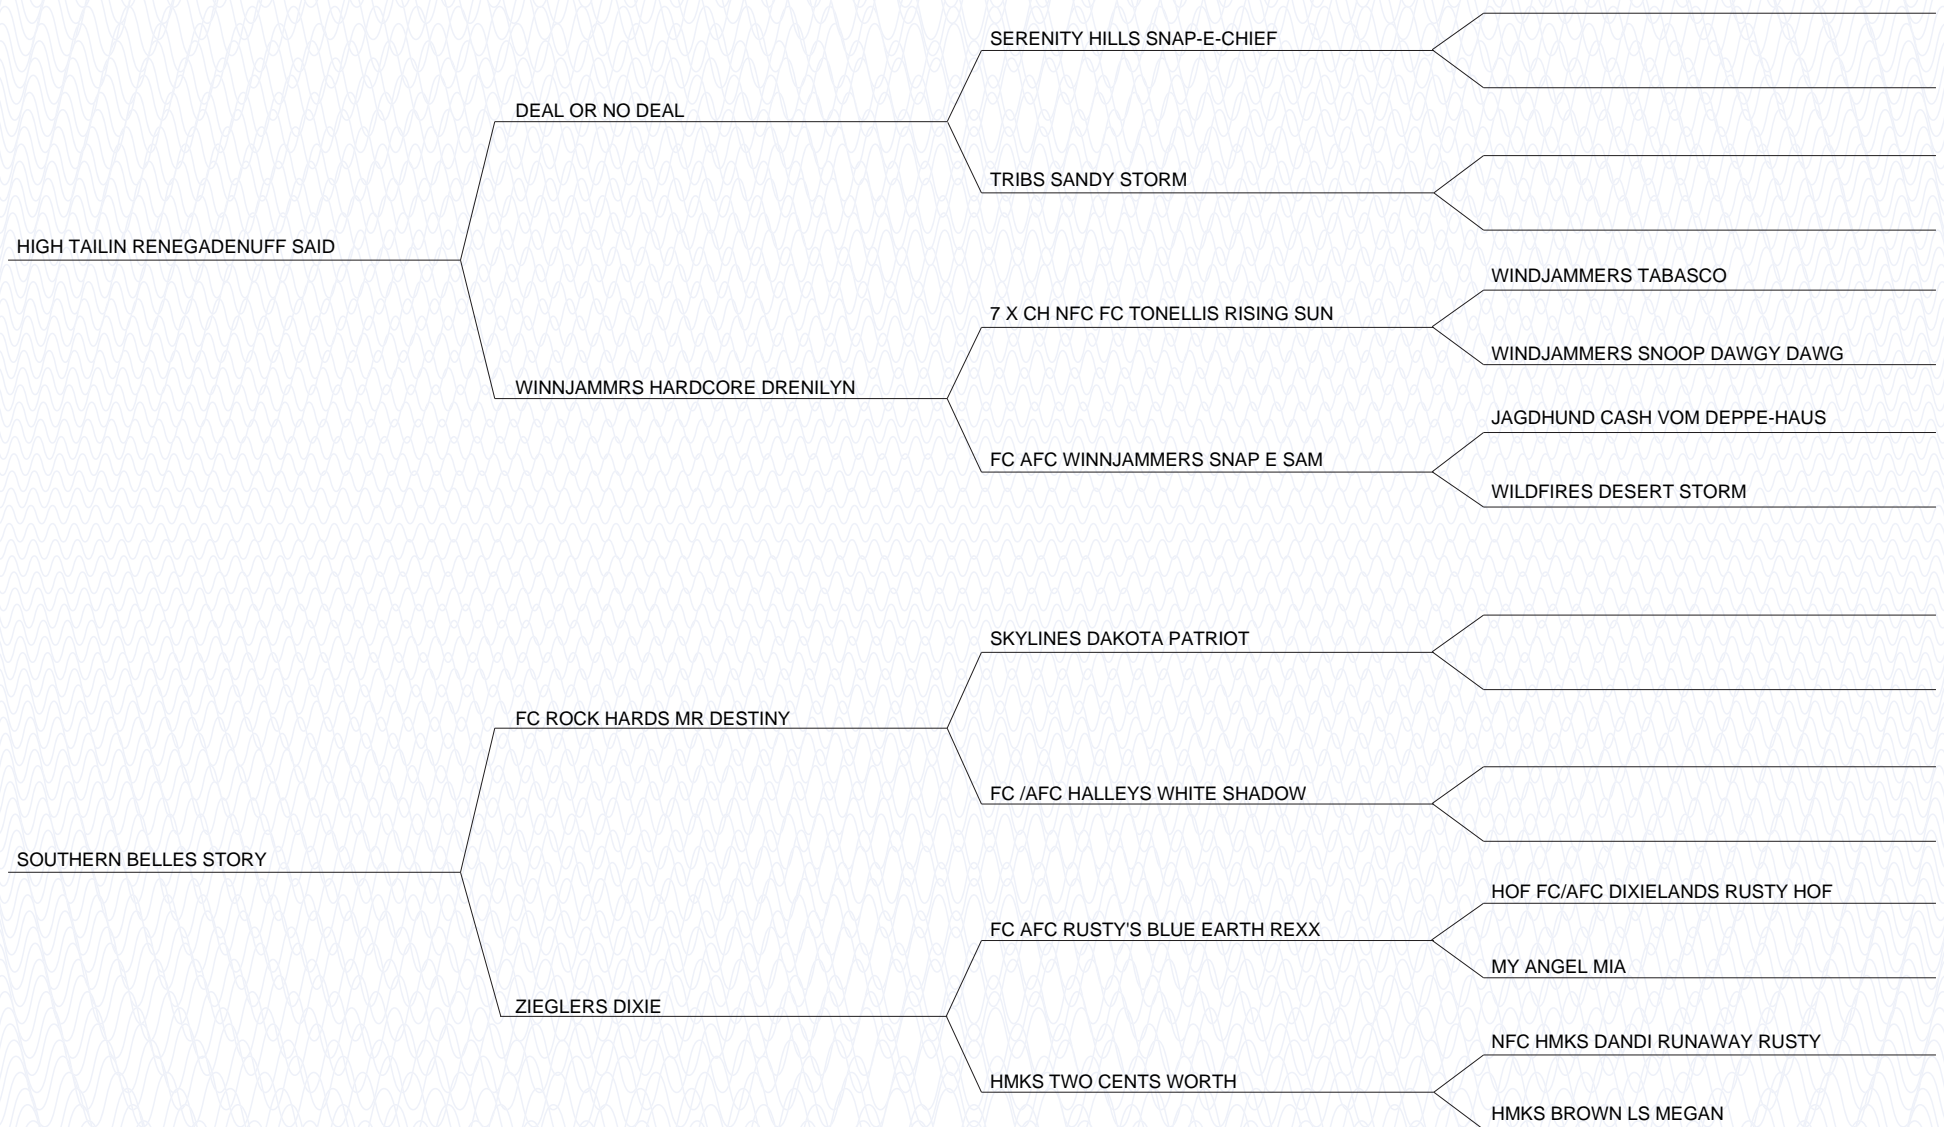 SERENITY HILLS SNAP-E-CHIEF
DEAL OR NO DEAL
TRIBS SANDY STORM
HIGH TAILIN RENEGADENUFF SAID
WINDJAMMERS TABASCO
7 X CH NFC FC TONELLIS RISING SUN
WINDJAMMERS SNOOP DAWGY DAWG
WINNJAMMRS HARDCORE DRENILYN
JAGDHUND CASH VOM DEPPE-HAUS
FC AFC WINNJAMMERS SNAP E SAM
WILDFIRES DESERT STORM
SKYLINES DAKOTA PATRIOT
FC ROCK HARDS MR DESTINY
FC /AFC HALLEYS WHITE SHADOW
SOUTHERN BELLES STORY
HOF FC/AFC DIXIELANDS RUSTY HOF
FC AFC RUSTY'S BLUE EARTH REXX
MY ANGEL MIA
ZIEGLERS DIXIE
NFC HMKS DANDI RUNAWAY RUSTY
HMKS TWO CENTS WORTH
HMKS BROWN LS MEGAN